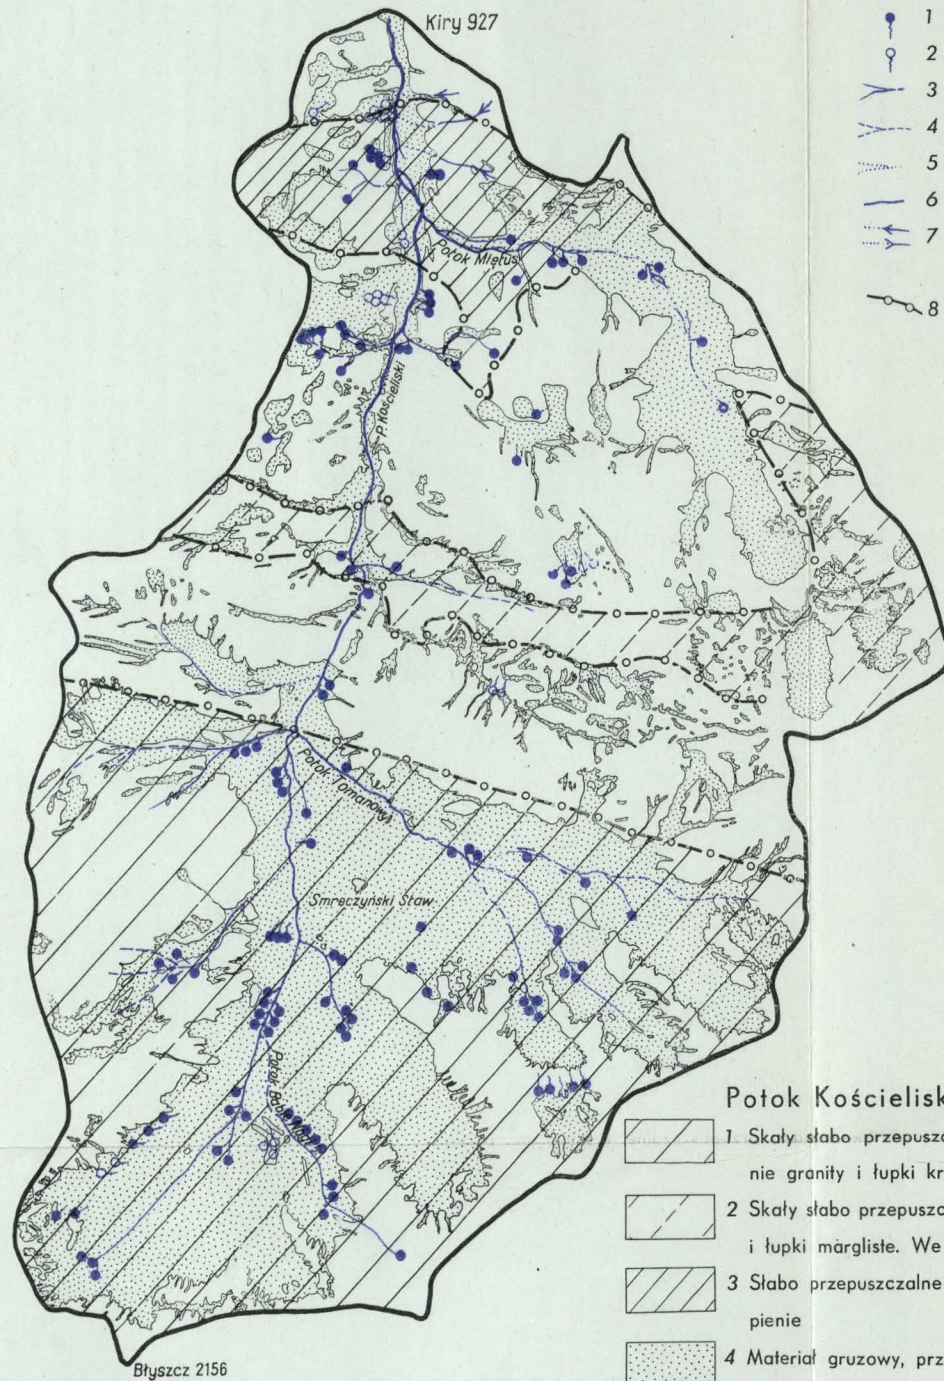 Kiry 927
1
2
3
4
5
6
7
8
Potok Miętus
P. Kościeliski
Potok Tomanowy
Smreczyński Staw
Potok
Błyszcz 2156
Potok Kościelisk
1 Skały słabo przepuszcz
nie granity i łupki kr
2 Skały słabo przepuszcz
i łupki margliste. We
3 Słabo przepuszczalne
pienie
4 Materiał gruzowy, prz